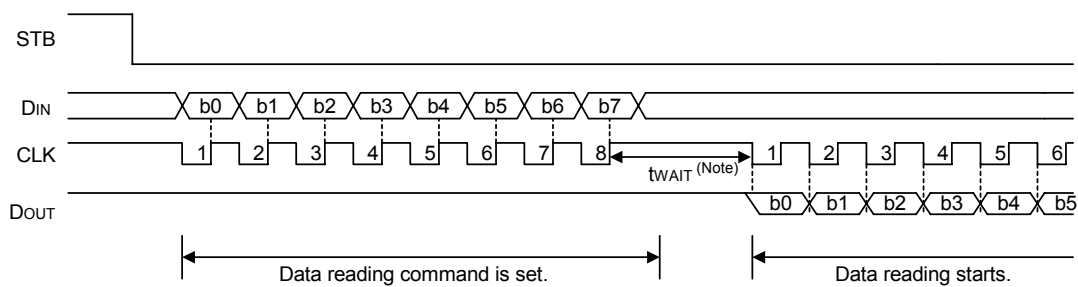 STB
DIN
b0 b1 b2 b3 b4 b5 b6 b7
CLK
1 2 3 4 5 6 7 8 1 2 3 4 5 6
tWAIT (Note)
DOUT
b0 b1 b2 b3 b4 b5
Data reading command is set. Data reading starts.